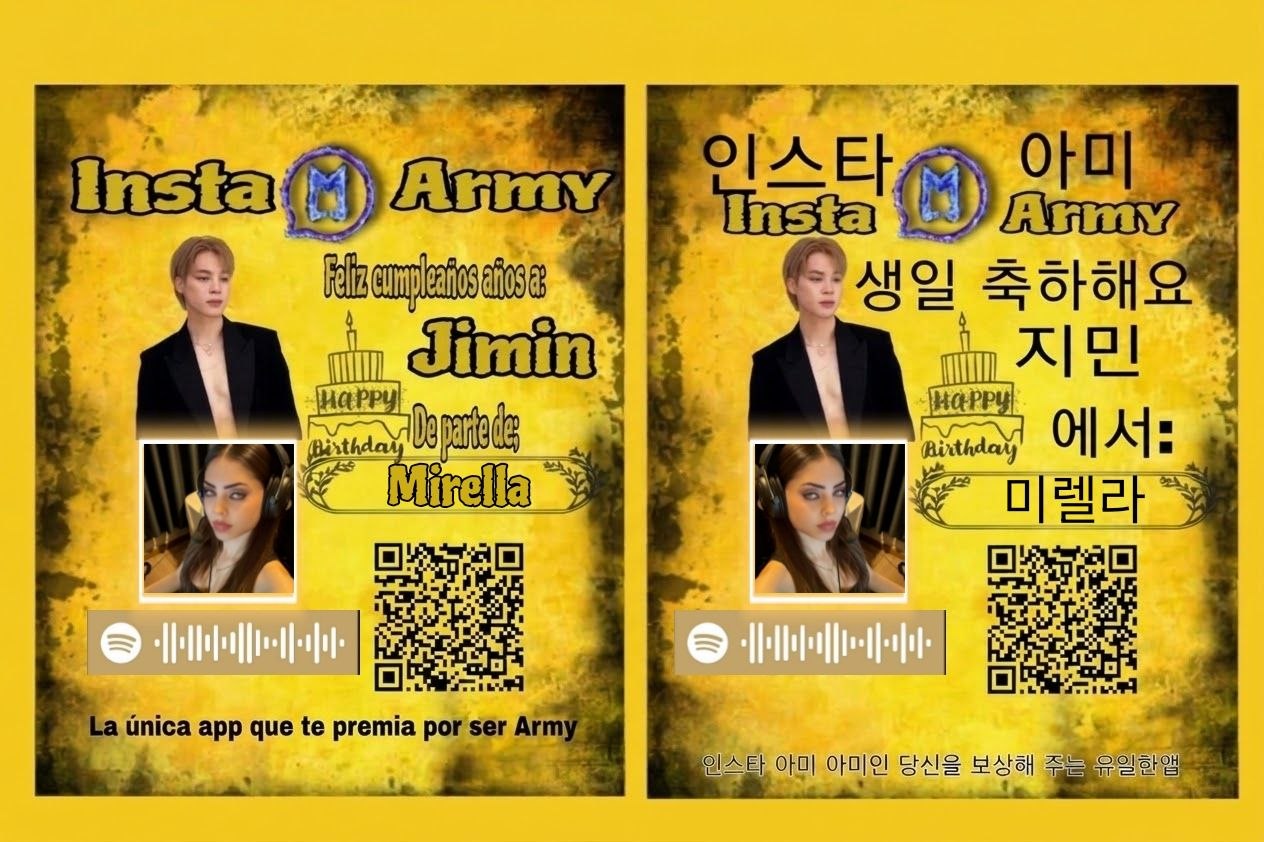 Insta M Army
Feliz cumpleaños años a:
Jimin
HAPPY
Birthday
De parte de;
Mirella
La única app que te premia por ser Army
인스타 아미
Insta M Army
생일 축하해요
지민
HAPPY
Birthday
에서:
미렐라
인스타 아미 아미인 당신을 보상해 주는 유일한앱